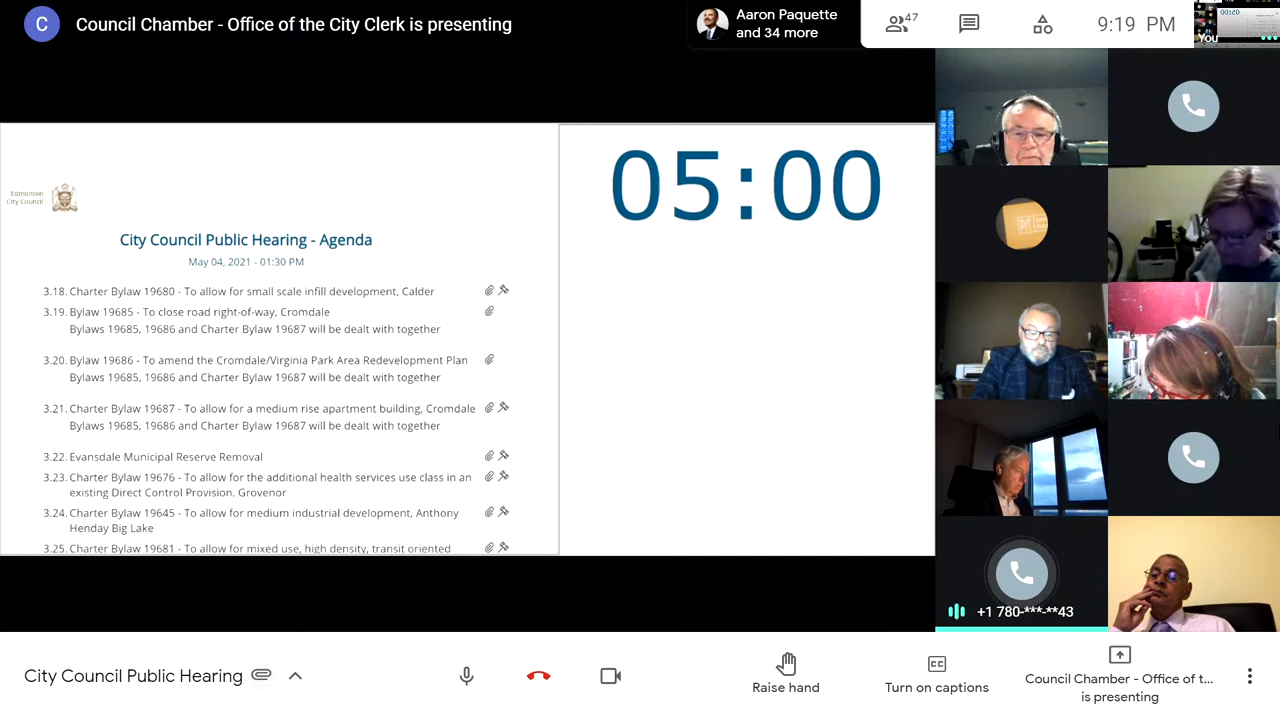 C
Council Chamber - Office of the City Clerk is presenting
Aaron Paquette
and 34 more
47
9:19 PM
05:00
You
Edmonton
City Council
05:00
City Council Public Hearing - Agenda
May 04, 2021 - 01:30 PM
3.18. Charter Bylaw 19680 - To allow for small scale infill development, Calder
3.19. Bylaw 19685 - To close road right-of-way, Cromdale
Bylaws 19685, 19686 and Charter Bylaw 19687 will be dealt with together
3.20. Bylaw 19686 - To amend the Cromdale/Virginia Park Area Redevelopment Plan
Bylaws 19685, 19686 and Charter Bylaw 19687 will be dealt with together
3.21. Charter Bylaw 19687 - To allow for a medium rise apartment building, Cromdale
Bylaws 19685, 19686 and Charter Bylaw 19687 will be dealt with together
3.22. Evansdale Municipal Reserve Removal
3.23. Charter Bylaw 19676 - To allow for the additional health services use class in an
existing Direct Control Provision, Grovenor
3.24. Charter Bylaw 19645 - To allow for medium industrial development, Anthony
Henday Big Lake
3.25. Charter Bylaw 19681 - To allow for mixed use, high density, transit oriented
+1 780-***-**43
City Council Public Hearing
Raise hand
Turn on captions
Council Chamber - Office of t...
is presenting